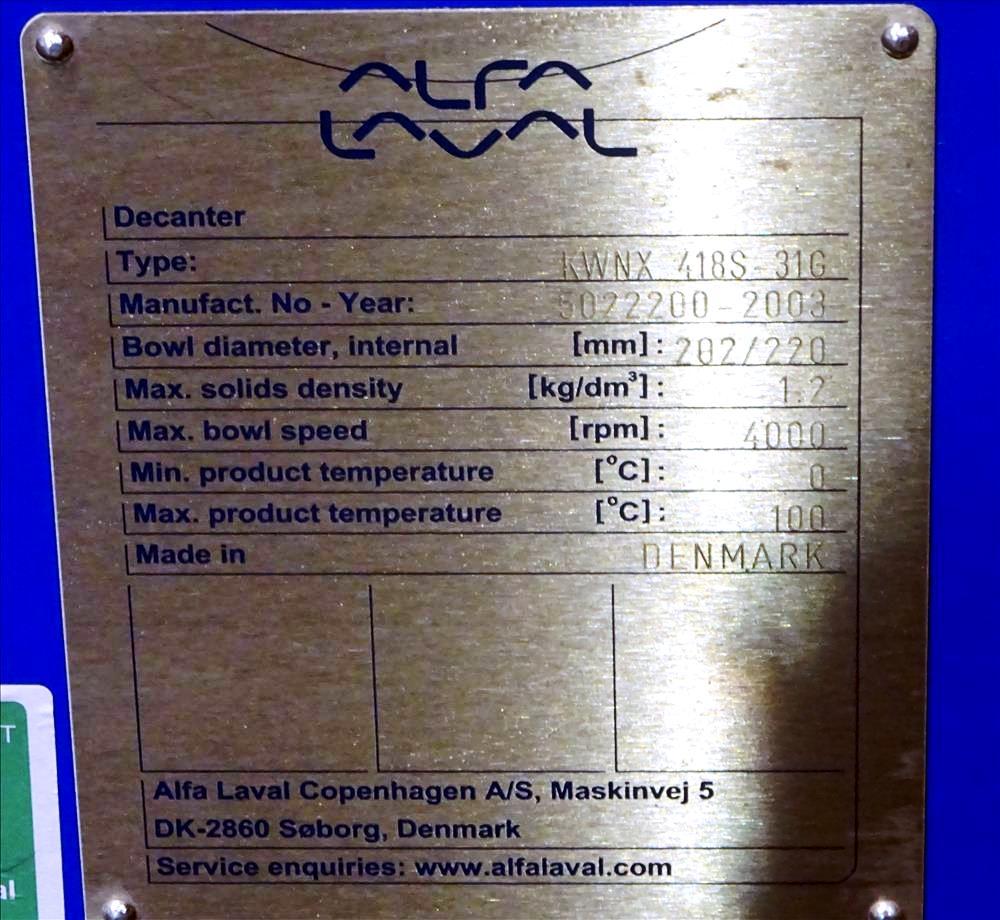 ALFA
LAVAL
Decanter
Type: KWNX 418S-31G
Manufact. No - Year: 5022200-2003
Bowl diameter, internal [mm] : 202/220
Max. solids density [kg/dm³] : 1.2
Max. bowl speed [rpm] : 4000
Min. product temperature [°C] : 0
Max. product temperature [°C] : 100
Made in DENMARK
Alfa Laval Copenhagen A/S, Maskinvej 5
DK-2860 Søborg, Denmark
Service enquiries: www.alfalaval.com